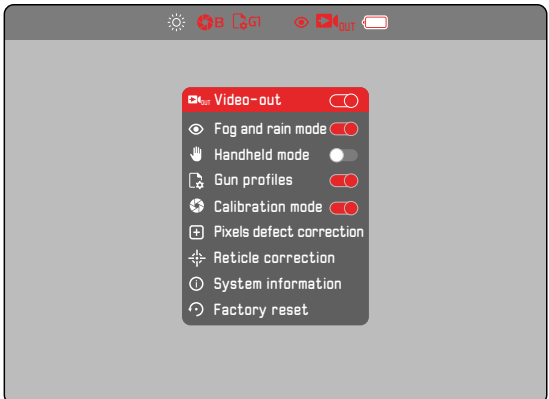 B G1 OUT
OUT Video-out
Fog and rain mode
Handheld mode
Gun profiles
Calibration mode
Pixels defect correction
Reticle correction
System information
Factory reset